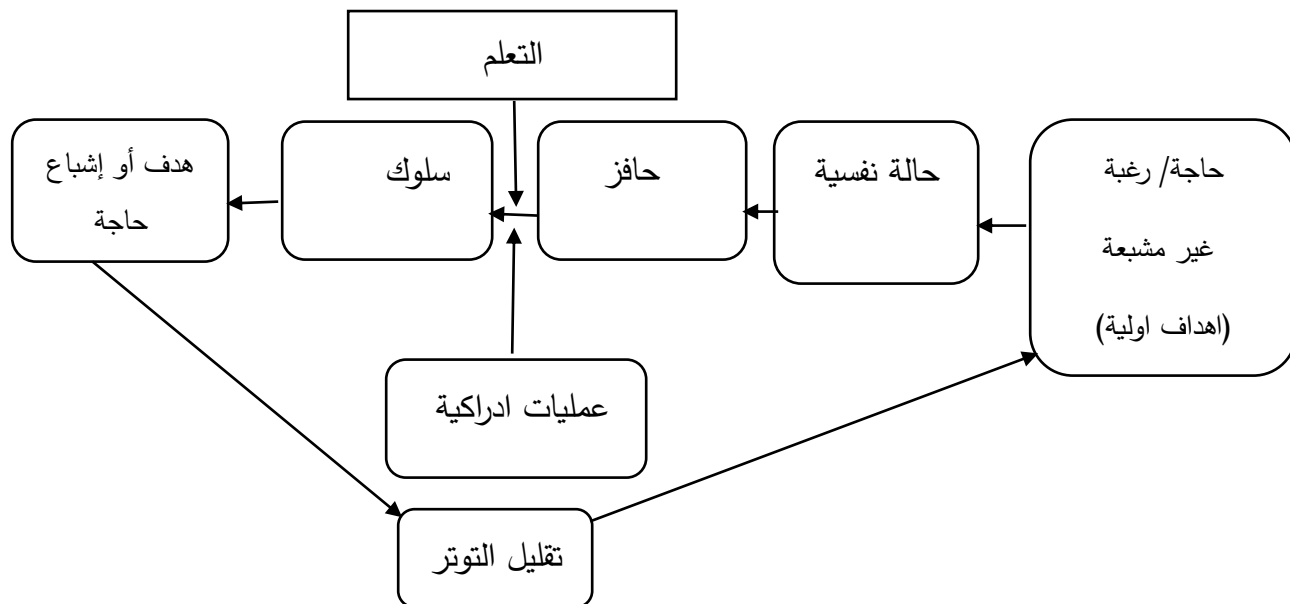 التعلم
حاجة/ رغبة
غير مشبعة
(اهداف اولية)
حالة نفسية
حافز
سلوك
هدف أو إشباع
حاجة
عمليات ادراكية
تقليل التوتر